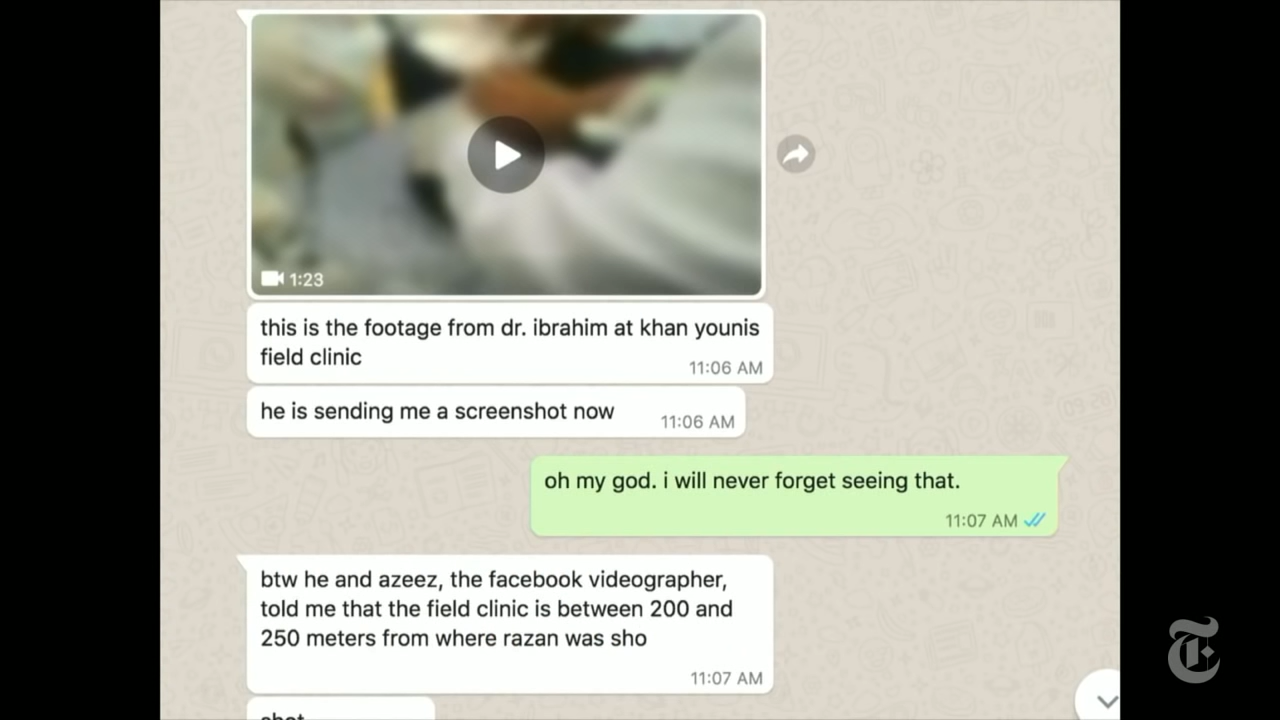 1:23
this is the footage from dr. ibrahim at khan younis
field clinic
11:06 AM
he is sending me a screenshot now
11:06 AM
oh my god. i will never forget seeing that.
11:07 AM
btw he and azeez, the facebook videographer,
told me that the field clinic is between 200 and
250 meters from where razan was sho
11:07 AM
shot
T